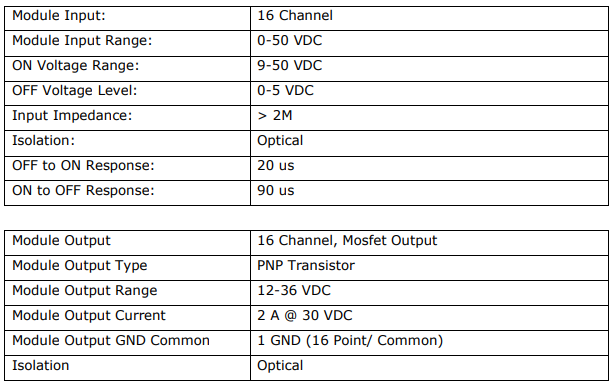 Module Input: 16 Channel
Module Input Range: 0-50 VDC
ON Voltage Range: 9-50 VDC
OFF Voltage Level: 0-5 VDC
Input Impedance: > 2M
Isolation: Optical
OFF to ON Response: 20 us
ON to OFF Response: 90 us
Module Output 16 Channel, Mosfet Output
Module Output Type PNP Transistor
Module Output Range 12-36 VDC
Module Output Current 2 A @ 30 VDC
Module Output GND Common 1 GND (16 Point/ Common)
Isolation Optical